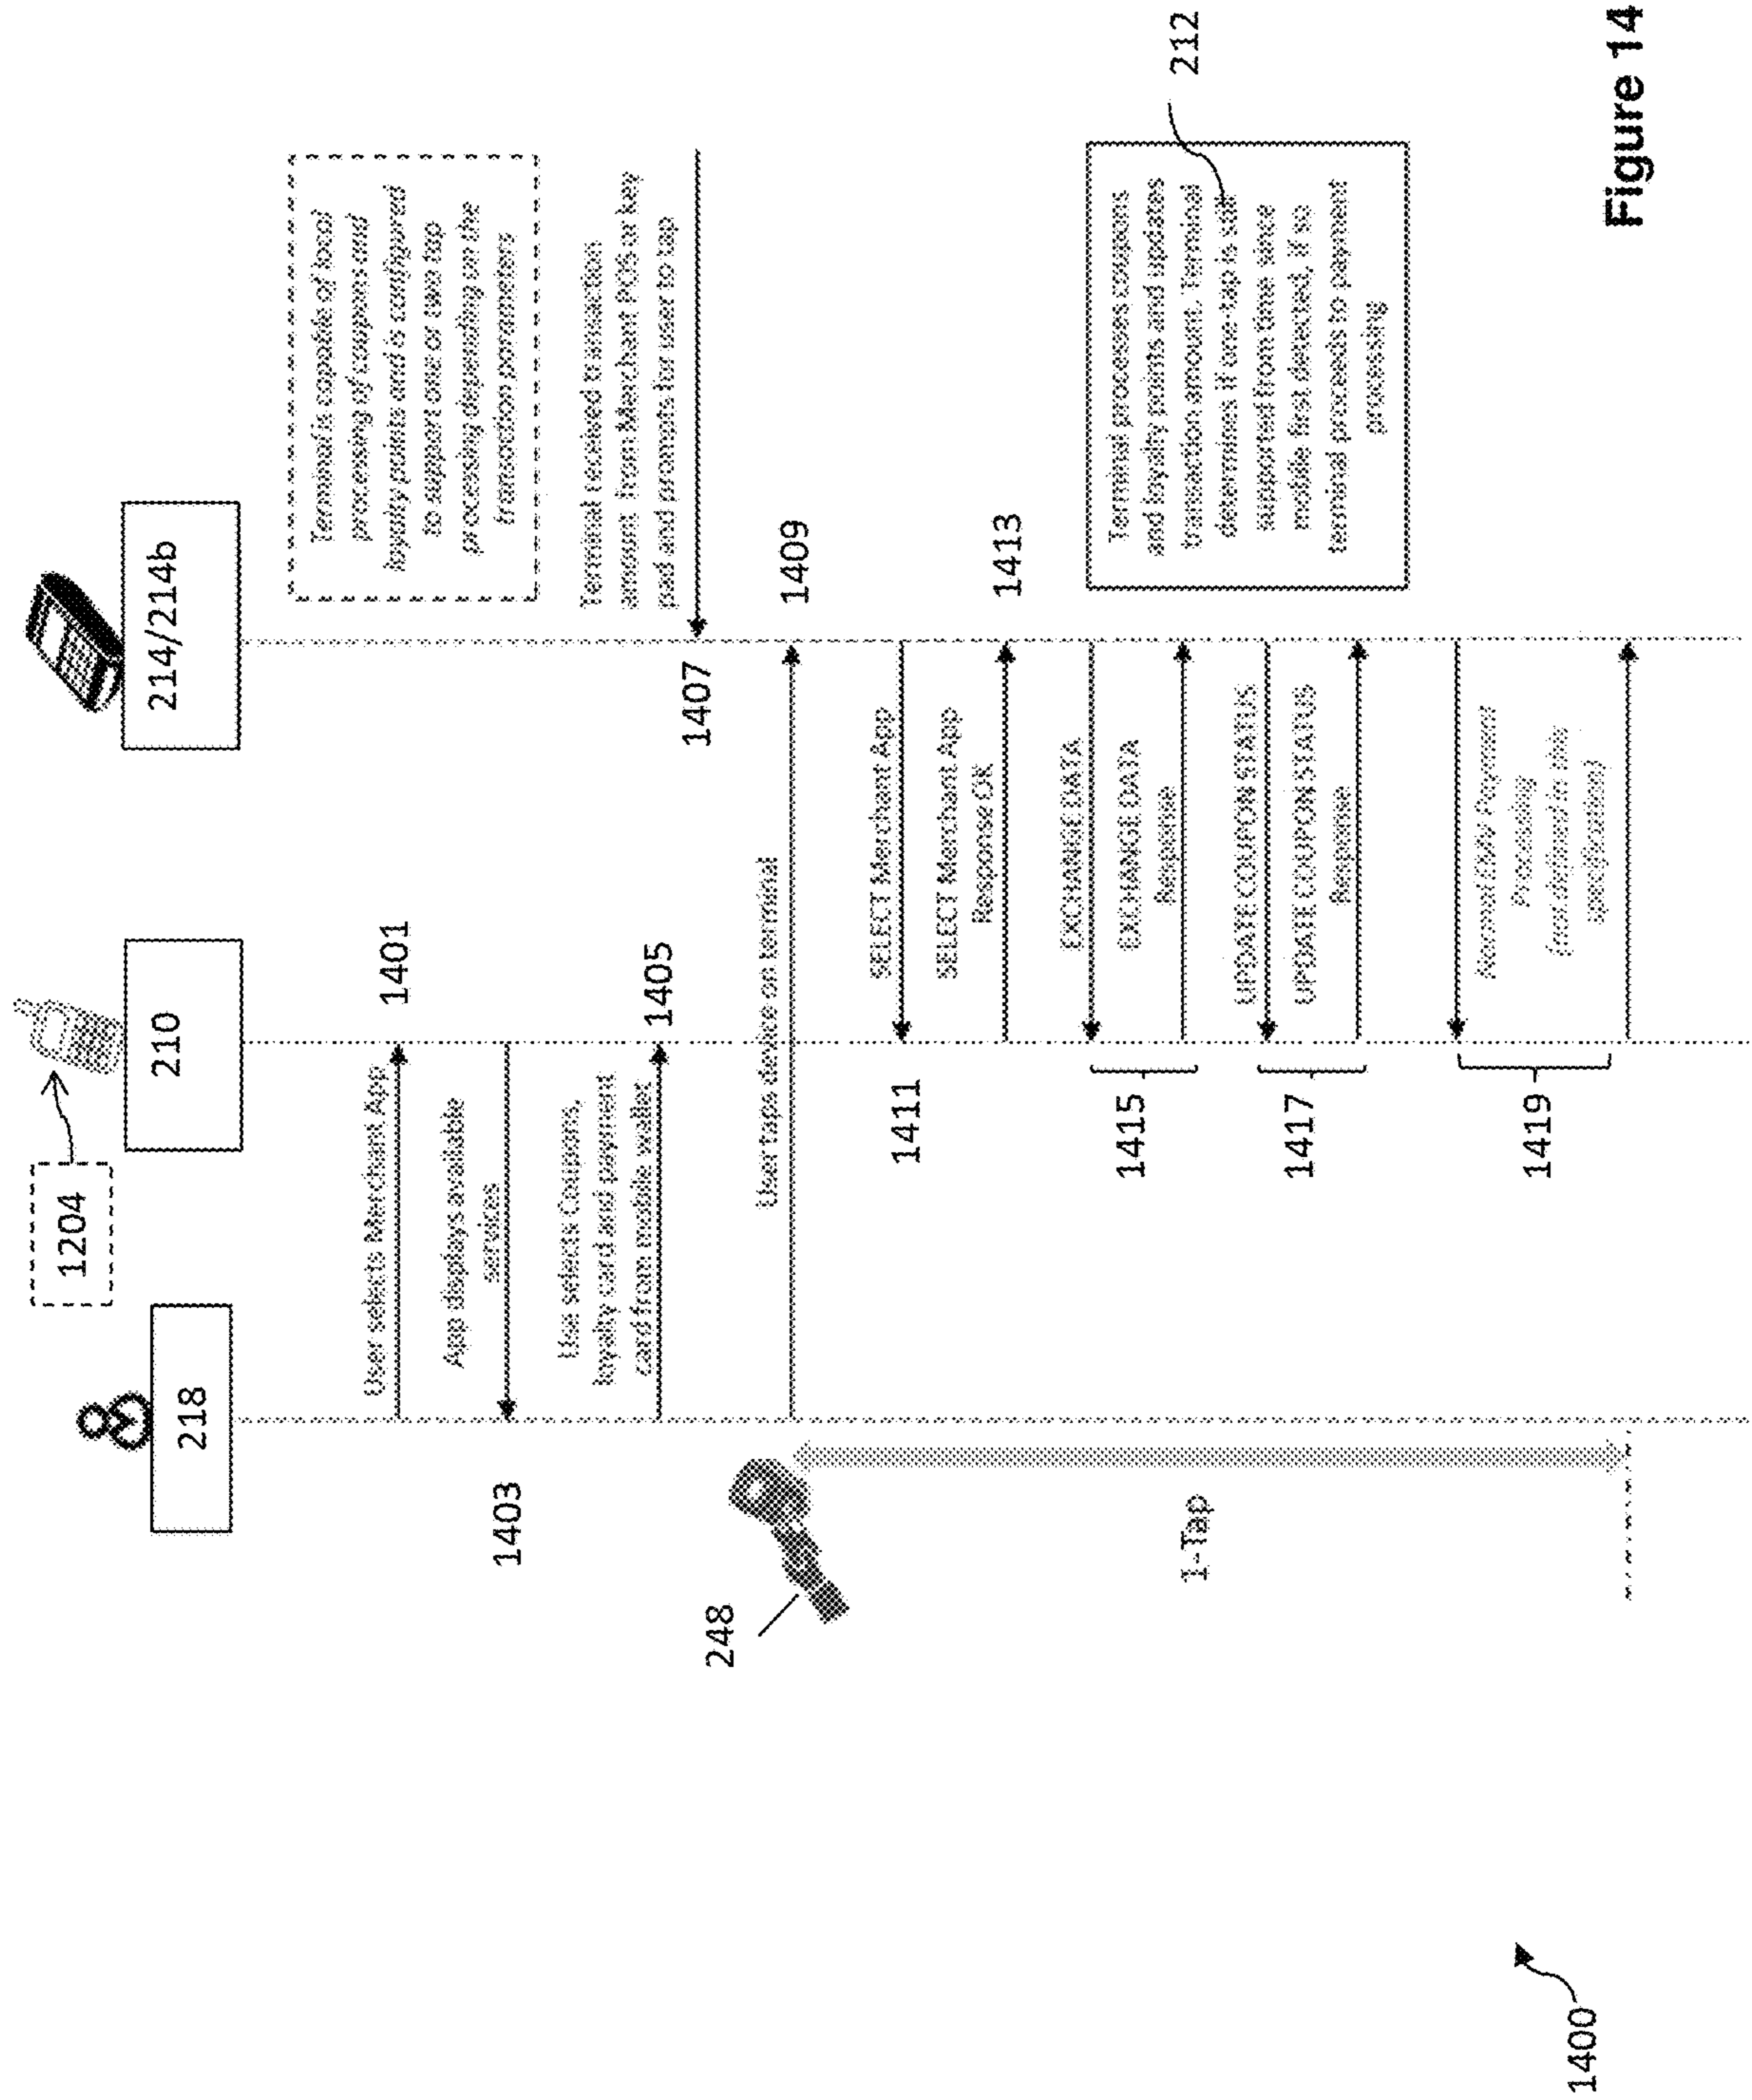 1204
218
210
214/214b
User selects Merchant App
1401
App displays available
services
1403
Use selects Coupons,
loyalty card and payment
card from mobile wallet
1405
Terminal is capable of local
processing of coupons and
loyalty points and is configured
to support one or two tap
processing depending on the
transaction parameters
Terminal received transaction
amount from Merchant POS or key
pad and prompts for user to tap
1407
248
User taps device on terminal
1409
1-Tap
1411
SELECT Merchant App
SELECT Merchant App
Response OK
1413
1415
EXCHANGE DATA
EXCHANGE DATA
Response
Terminal processes coupons
and loyalty points and updates
transaction amount. Terminal
determines if one-tap is still
supported from time since
mobile first detected, if so
terminal processes to payment
processing
212
1417
UPDATE COUPON STATUS
UPDATE COUPON STATUS
Response
1419
Normal EMV Payment
Processing
(not defined in this
specification)
1400
Figure 14